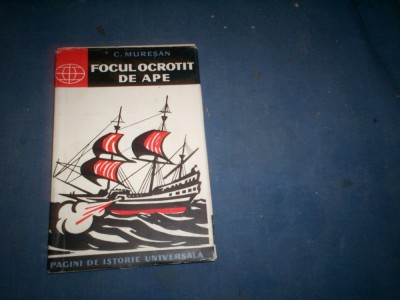 C. MUREȘAN
FOCUL OCROTIT
DE APE
PAGINI DE ISTORIE UNIVERSALĂ